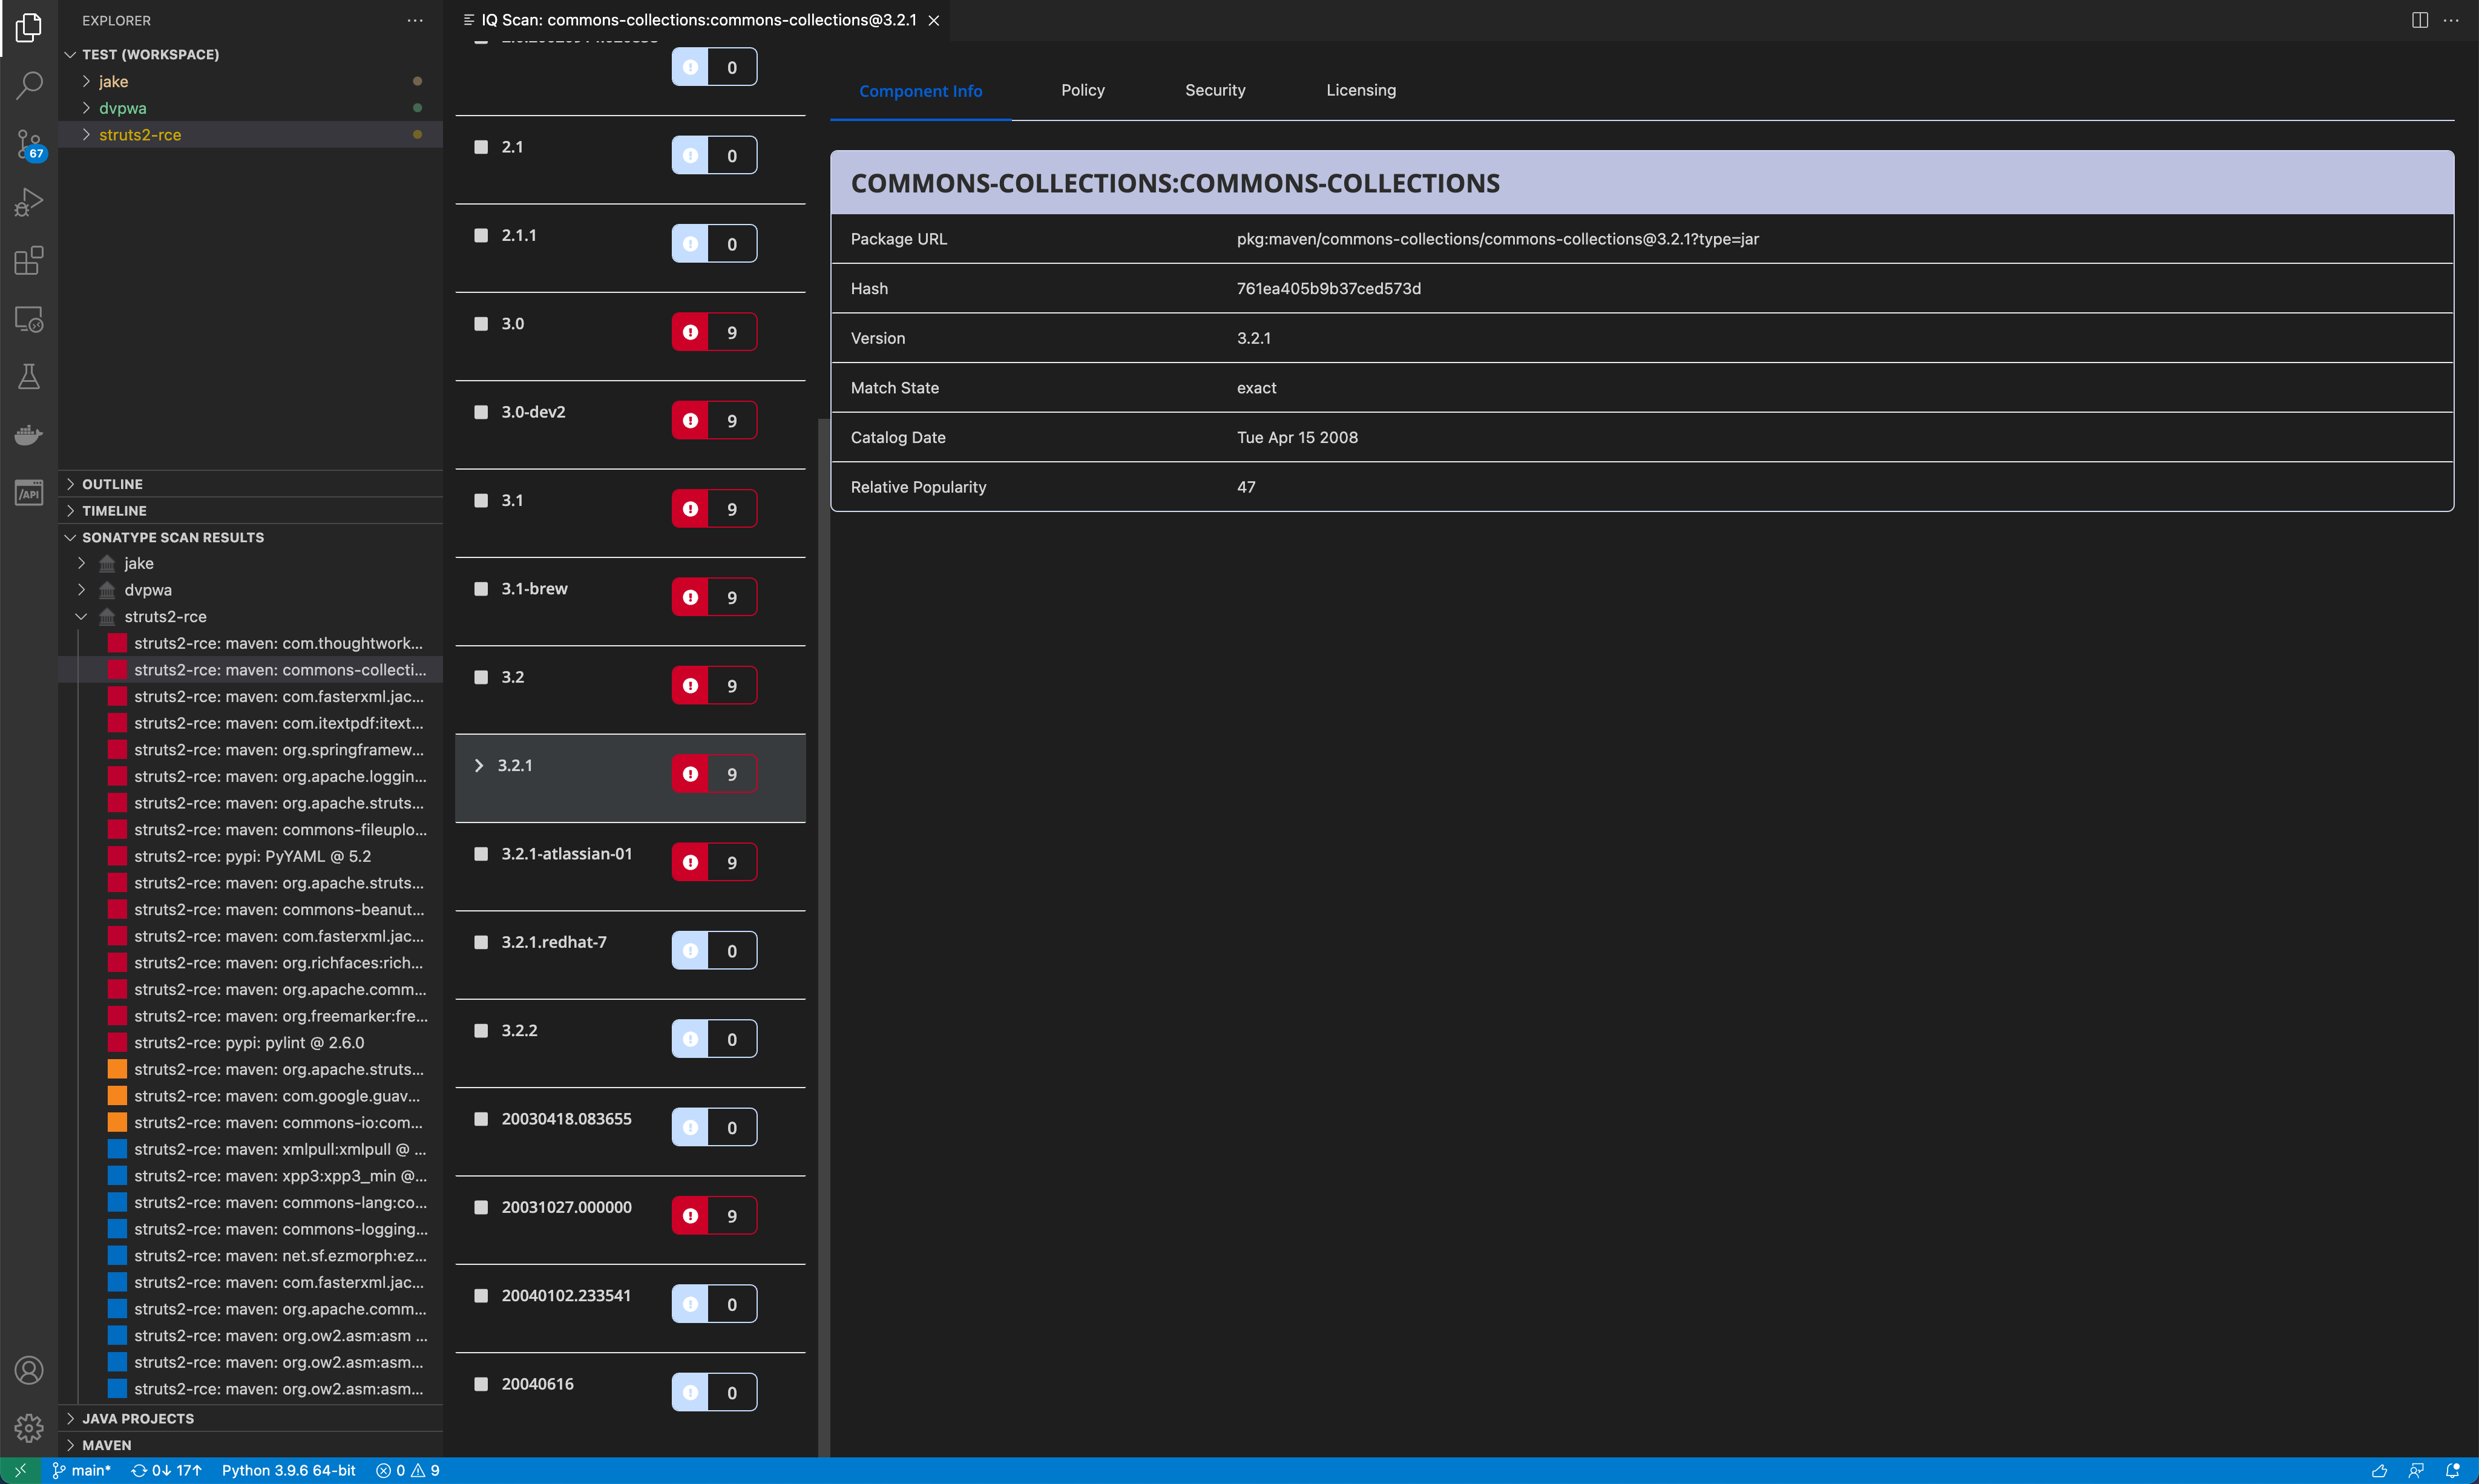 EXPLORER
TEST (WORKSPACE)
jake
dvpwa
struts2-rce
67
/API
OUTLINE
TIMELINE
SONATYPE SCAN RESULTS
jake
dvpwa
struts2-rce
struts2-rce: maven: com.thoughtwork...
struts2-rce: maven: commons-collecti...
struts2-rce: maven: com.fasterxml.jac...
struts2-rce: maven: com.itextpdf:itext...
struts2-rce: maven: org.springframew...
struts2-rce: maven: org.apache.loggin...
struts2-rce: maven: org.apache.struts...
struts2-rce: maven: commons-fileuplo...
struts2-rce: pypi: PyYAML @ 5.2
struts2-rce: maven: org.apache.struts...
struts2-rce: maven: commons-beanut...
struts2-rce: maven: com.fasterxml.jac...
struts2-rce: maven: org.richfaces:rich...
struts2-rce: maven: org.apache.comm...
struts2-rce: maven: org.freemarker:fre...
struts2-rce: pypi: pylint @ 2.6.0
struts2-rce: maven: org.apache.struts...
struts2-rce: maven: com.google.guav...
struts2-rce: maven: commons-io:com...
struts2-rce: maven: xmlpull:xmlpull @ ...
struts2-rce: maven: xpp3:xpp3_min @...
struts2-rce: maven: commons-lang:co...
struts2-rce: maven: commons-logging...
struts2-rce: maven: net.sf.ezmorph:ez...
struts2-rce: maven: com.fasterxml.jac...
struts2-rce: maven: org.apache.comm...
struts2-rce: maven: org.ow2.asm:asm ...
struts2-rce: maven: org.ow2.asm:asm...
struts2-rce: maven: org.ow2.asm:asm...
JAVA PROJECTS
MAVEN
IQ Scan: commons-collections:commons-collections@3.2.1
0
2.1 0
2.1.1 0
3.0 9
3.0-dev2 9
3.1 9
3.1-brew 9
3.2 9
3.2.1 9
3.2.1-atlassian-01 9
3.2.1.redhat-7 0
3.2.2 0
20030418.083655 0
20031027.000000 9
20040102.233541 0
20040616 0
Component Info Policy Security Licensing
COMMONS-COLLECTIONS:COMMONS-COLLECTIONS
Package URL pkg:maven/commons-collections/commons-collections@3.2.1?type=jar
Hash 761ea405b9b37ced573d
Version 3.2.1
Match State exact
Catalog Date Tue Apr 15 2008
Relative Popularity 47
main* 0↓ 17↑ Python 3.9.6 64-bit 0 9